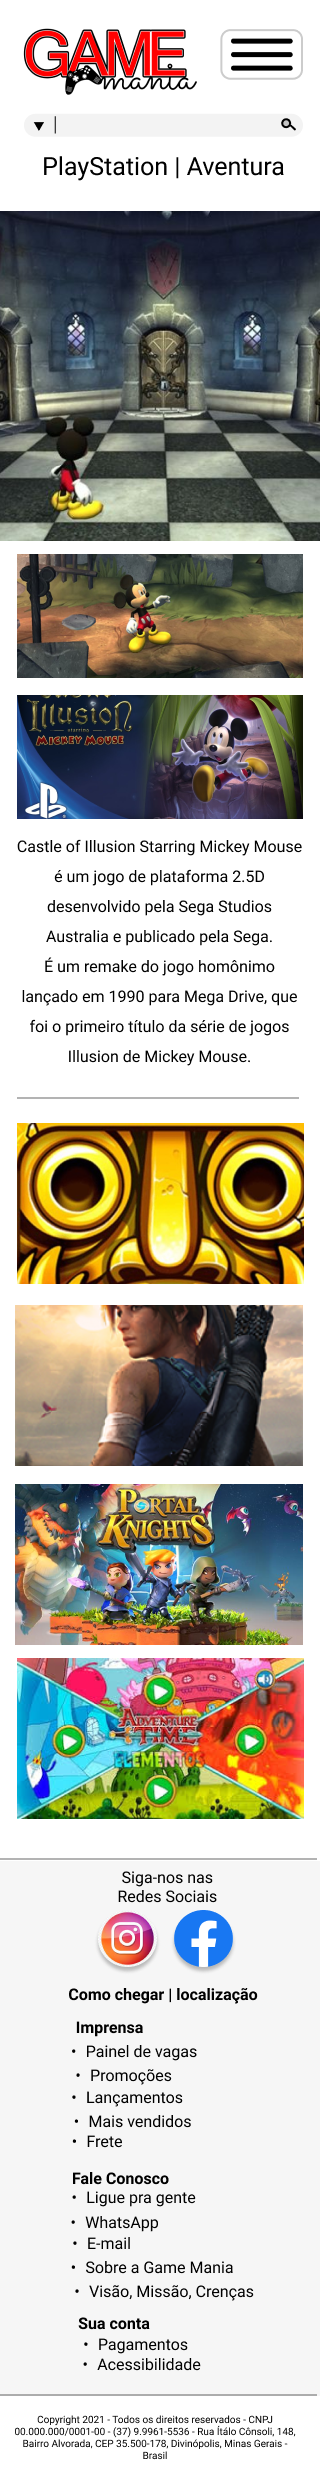 GAME
mania
PlayStation | Aventura
Illusion
starring
MICKEY MOUSE
Castle of Illusion Starring Mickey Mouse
é um jogo de plataforma 2.5D
desenvolvido pela Sega Studios
Australia e publicado pela Sega.
É um remake do jogo homônimo
lançado em 1990 para Mega Drive, que
foi o primeiro título da série de jogos
Illusion de Mickey Mouse.
PORTAL
KNIGHTS
ADVENTURE
TIME
ELEMENTOS
Siga-nos nas
Redes Sociais
Como chegar | localização
Imprensa
• Painel de vagas
• Promoções
• Lançamentos
• Mais vendidos
• Frete
Fale Conosco
• Ligue pra gente
• WhatsApp
• E-mail
• Sobre a Game Mania
• Visão, Missão, Crenças
Sua conta
• Pagamentos
• Acessibilidade
Copyright 2021 - Todos os direitos reservados - CNPJ
00.000.000/0001-00 - (37) 9.9961-5536 - Rua Ítálo Cônsoli, 148,
Bairro Alvorada, CEP 35.500-178, Divinópolis, Minas Gerais -
Brasil